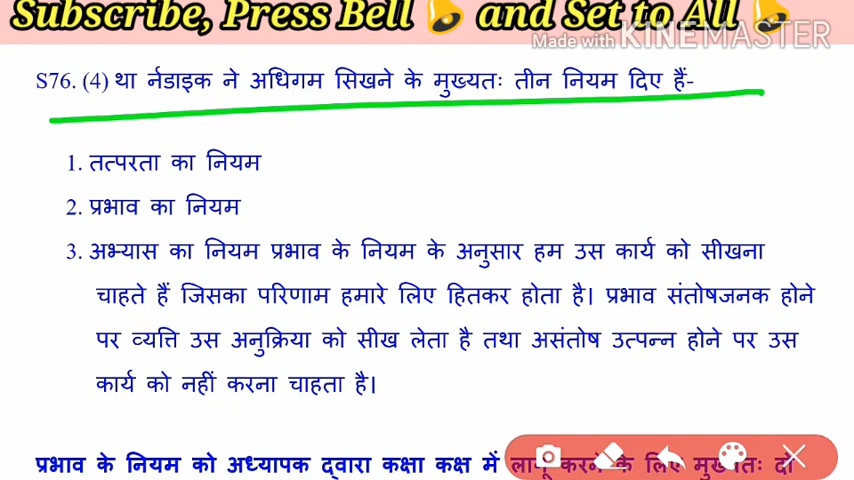 Subscribe, Press Bell 🔔 and Set to All 🔔
Made with KINEMASTER
S76. (4) था र्नडाइक ने अधिगम सिखने के मुख्यतः तीन नियम दिए हैं-
1. तत्परता का नियम
2. प्रभाव का नियम
3. अभ्यास का नियम प्रभाव के नियम के अनुसार हम उस कार्य को सीखना
चाहते हैं जिसका परिणाम हमारे लिए हितकर होता है। प्रभाव संतोषजनक होने
पर व्यत्ति उस अनुक्रिया को सीख लेता है तथा असंतोष उत्पन्न होने पर उस
कार्य को नहीं करना चाहता है।
प्रभाव के नियम को अध्यापक द्वारा कक्षा कक्ष में लागू करने के लिए मुख्यतः दो